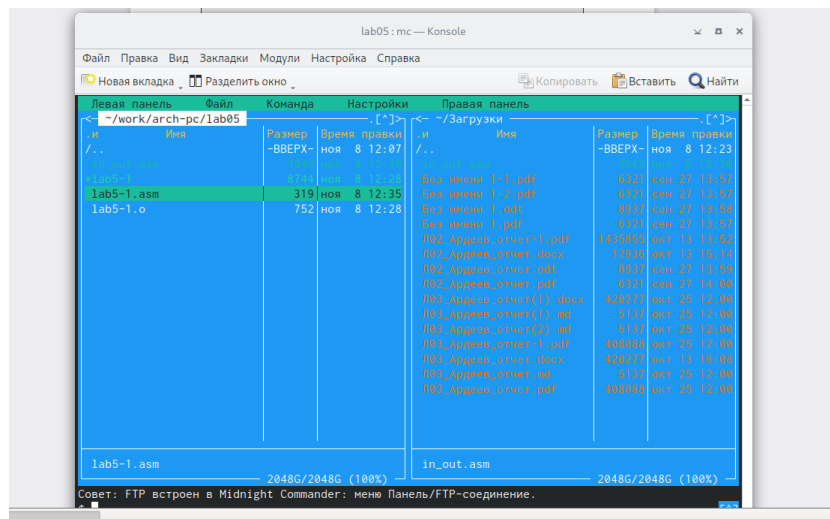 lab05 : mc — Konsole
Файл Правка Вид Закладки Модули Настройка Справка
Новая вкладка Разделить окно Копировать Вставить Найти
Левая панель Файл Команда Настройки Правая панель
<— ~/work/arch-pc/lab05 .[^]>
.и Имя Размер Время правки
/.. -ВВЕРХ- ноя 8 12:07
in_out.asm
*lab5-1 8744 ноя 8 12:28
lab5-1.asm 319 ноя 8 12:35
lab5-1.o 752 ноя 8 12:28
lab5-1.asm
2048G/2048G (100%)
<— ~/Загрузки .[^]>
.и Имя Размер Время правки
/.. -ВВЕРХ- ноя 8 12:23
in_out.asm
Без имени 1-1.pdf 6321 сен 27 13:57
Без имени 1-2.pdf 6321 сен 27 13:57
Без имени 1.odt 8937 сен 27 13:58
Без имени 1.pdf 6321 сен 27 13:57
Л02_Ардеев_отчет-1.pdf 1435855 окт 13 13:52
Л02_Ардеев_отчет.docx 12936 окт 13 15:14
Л02_Ардеев_отчет.odt 8937 сен 27 13:59
Л02_Ардеев_отчет.pdf 6321 сен 27 14:00
Л03_Ардеев_отчет(1).docx 420277 окт 25 12:00
Л03_Ардеев_отчет(1).md 5137 окт 25 12:00
Л03_Ардеев_отчет(2).md 5137 окт 25 12:00
Л03_Ардеев_отчет-1.pdf 408088 окт 25 12:00
Л03_Ардеев_отчет.docx 420277 окт 13 16:08
Л03_Ардеев_отчет.md 5137 окт 25 12:00
Л03_Ардеев_отчет.pdf 408088 окт 25 12:00
in_out.asm
2048G/2048G (100%)
Совет: FTP встроен в Midnight Commander: меню Панель/FTP-соединение.